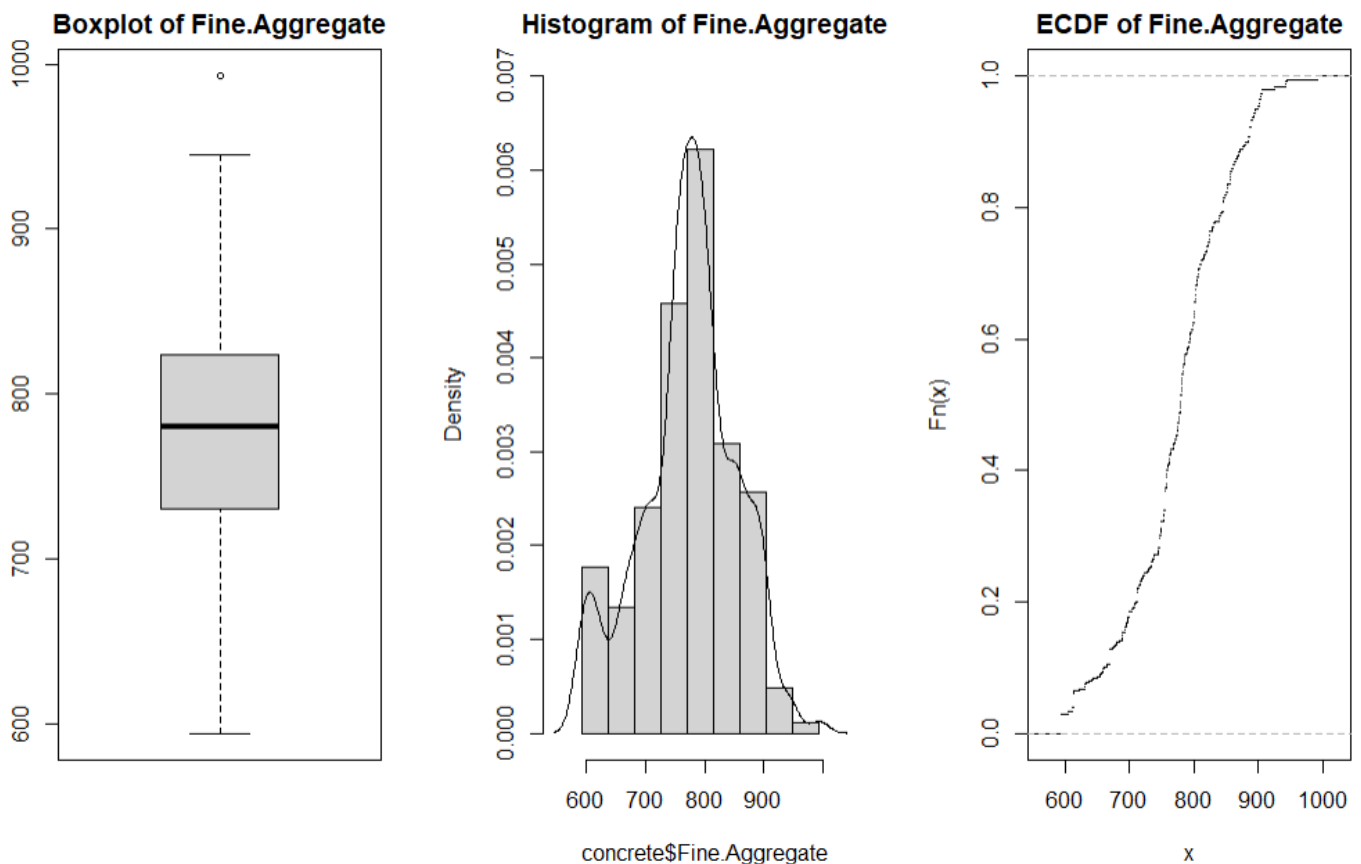 Boxplot of Fine.Aggregate
1000
900
800
700
600
Histogram of Fine.Aggregate
0.007
0.006
0.005
0.004
0.003
0.002
0.001
0.000
Density
600 700 800 900
concrete$Fine.Aggregate
ECDF of Fine.Aggregate
1.0
0.8
0.6
0.4
0.2
0.0
Fn(x)
600 700 800 900 1000
x